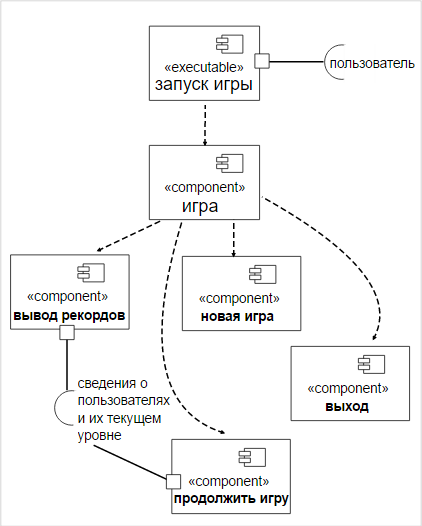 «executable»
запуск игры
пользователь
«component»
игра
«component»
вывод рекордов
«component»
новая игра
«component»
выход
сведения о
пользователях
и их текущем
уровне
«component»
продолжить игру